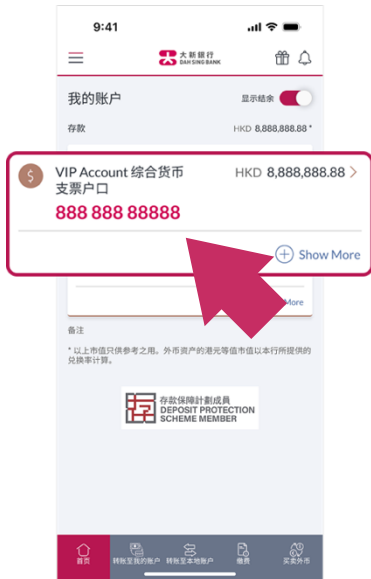 9:41
大新銀行
DAH SING BANK
我的账户
显示结余
存款
HKD 8,888,888.88 *
VIP Account 综合货币
支票户口
HKD 8,888,888.88 >
888 888 88888
Show More
More
备注
* 以上市值只供参考之用。外币资产的港元等值市值以本行所提供的
兑换率计算。
存款保障計劃成員
DEPOSIT PROTECTION
SCHEME MEMBER
首页
转账至我的账户
转账至本地账户
缴费
买卖外币